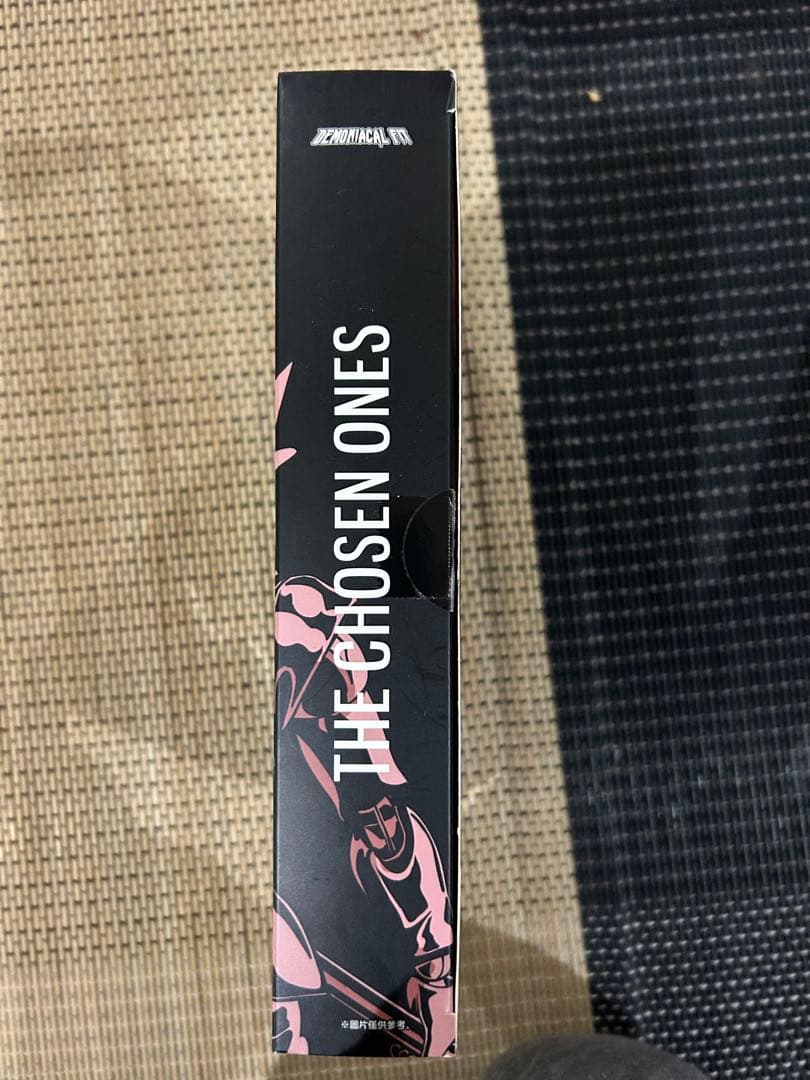 DEMONIACAL FIT
THE CHOSEN ONES
※圖片僅供參考.